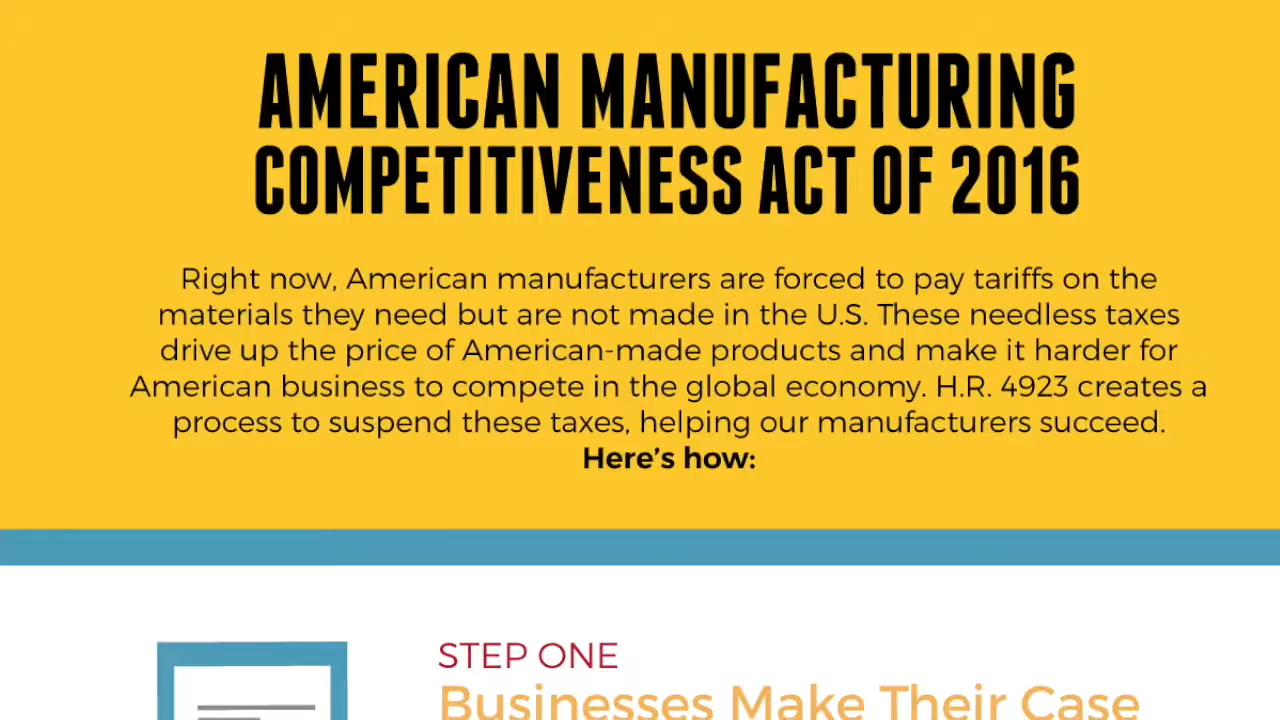 AMERICAN MANUFACTURING
COMPETITIVENESS ACT OF 2016
Right now, American manufacturers are forced to pay tariffs on the
materials they need but are not made in the U.S. These needless taxes
drive up the price of American-made products and make it harder for
American business to compete in the global economy. H.R. 4923 creates a
process to suspend these taxes, helping our manufacturers succeed.
Here's how:
STEP ONE
Businesses Make Their Case